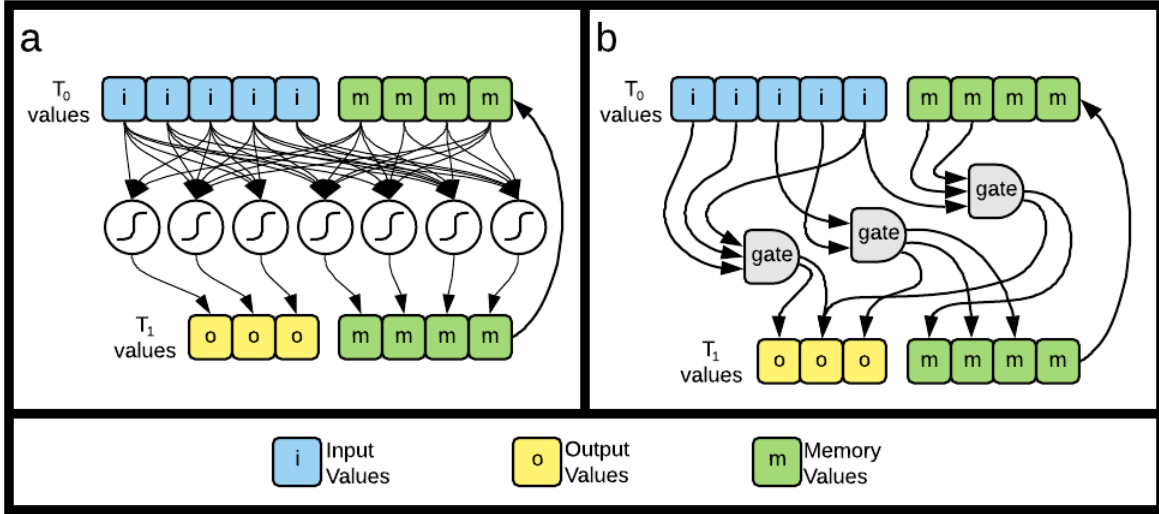 a
T0 values
i i i i i
m m m m
T1 values
o o o
m m m m
b
T0 values
i i i i i
m m m m
gate
gate
gate
T1 values
o o o
m m m m
i
Input
Values
o
Output
Values
m
Memory
Values